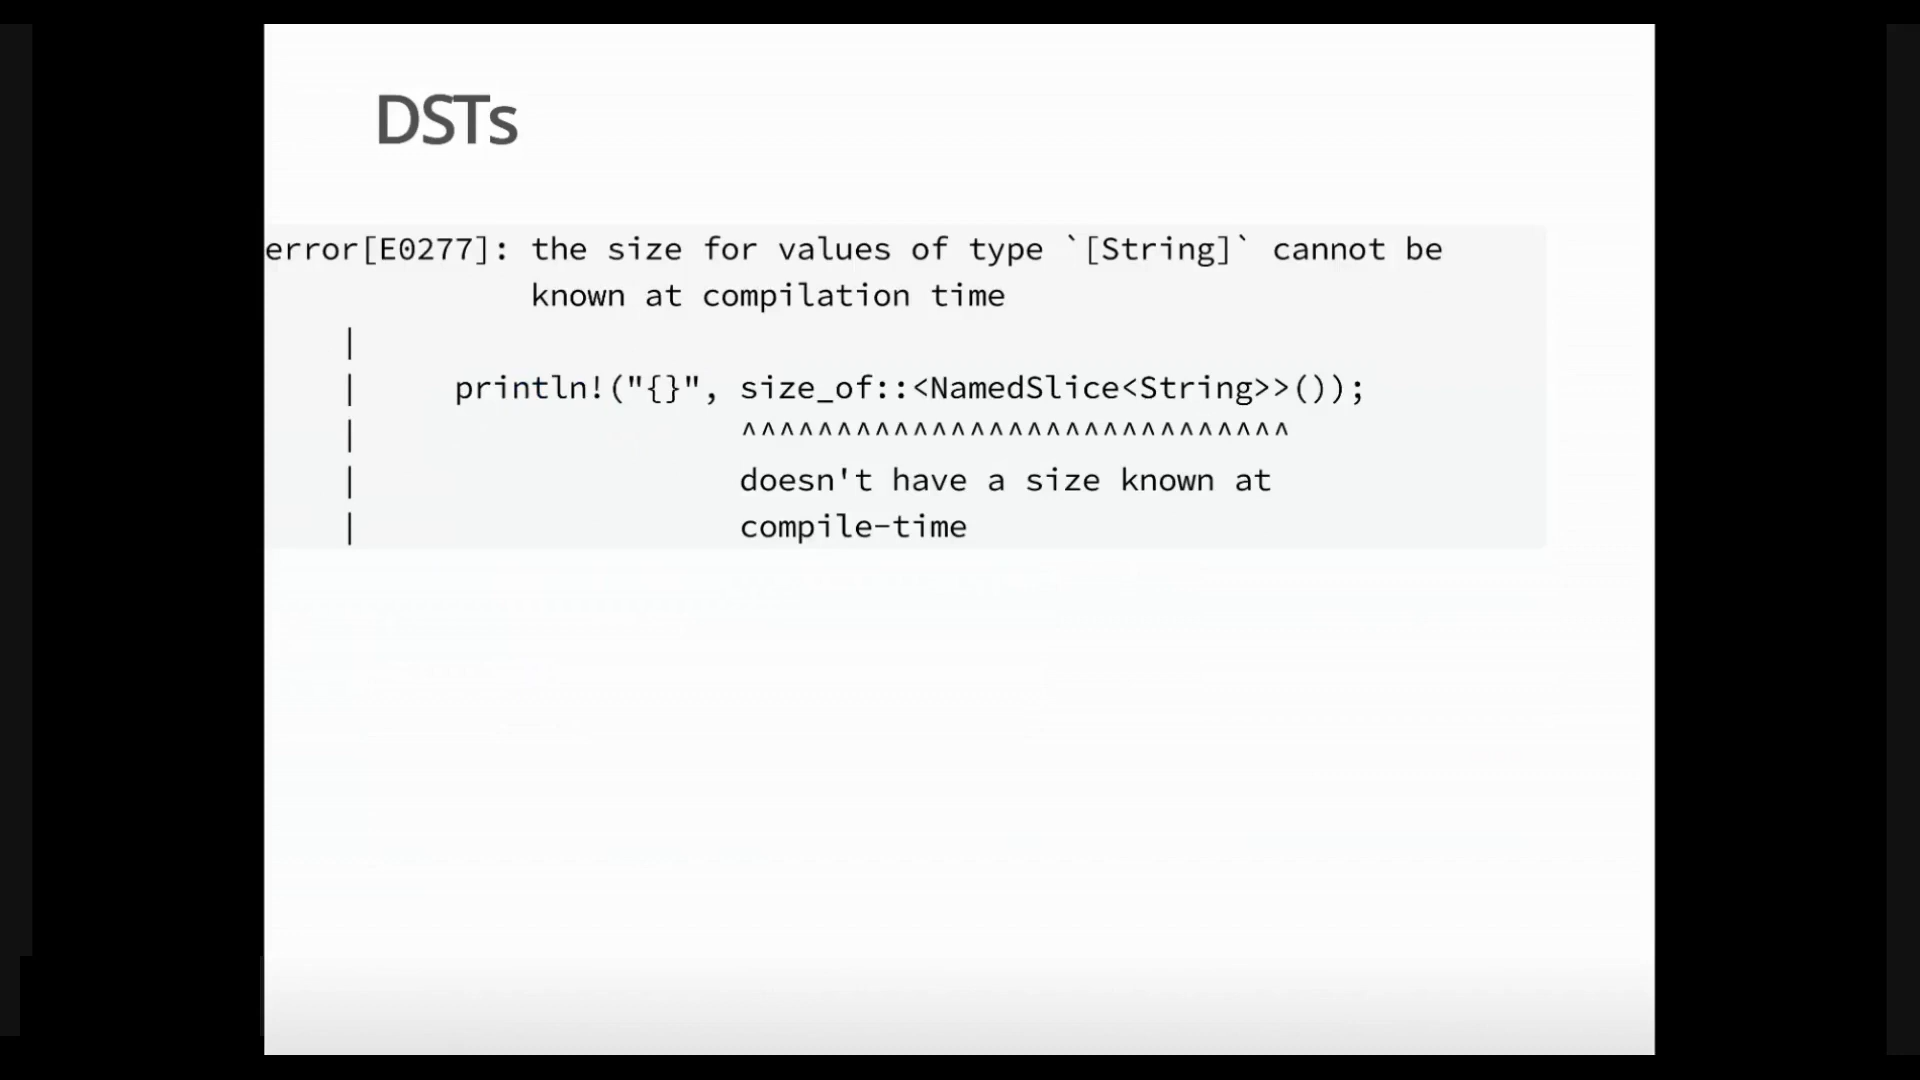 DSTs
error[E0277]: the size for values of type `[String]` cannot be
              known at compilation time
    |
    |     println!("{}", size_of::<NamedSlice<String>>());
    |                    ^^^^^^^^^^^^^^^^^^^^^^^^^^^^^
    |                    doesn't have a size known at
    |                    compile-time